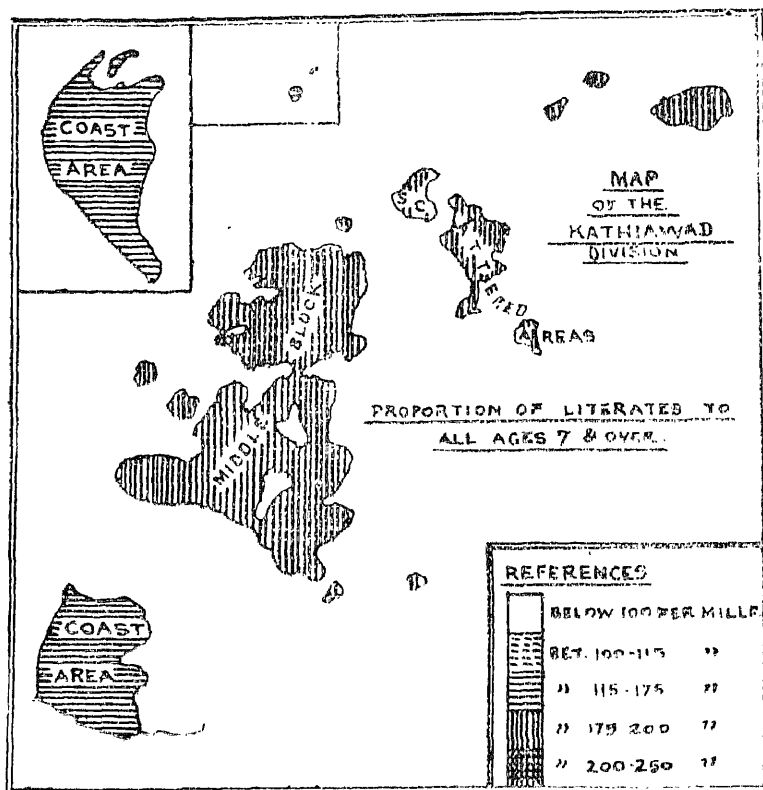 COAST
AREA
MAP
OF THE
KATHIAWAD
DIVISION
SCATTERED
AREAS
BLOCK
MIDDLE
PROPORTION OF LITERATES TO
ALL AGES 7 & OVER.
COAST
AREA
REFERENCES
BELOW 100 PER MILLE
BET. 100-115 "
" 115-175 "
" 175-200 "
" 200-250 "